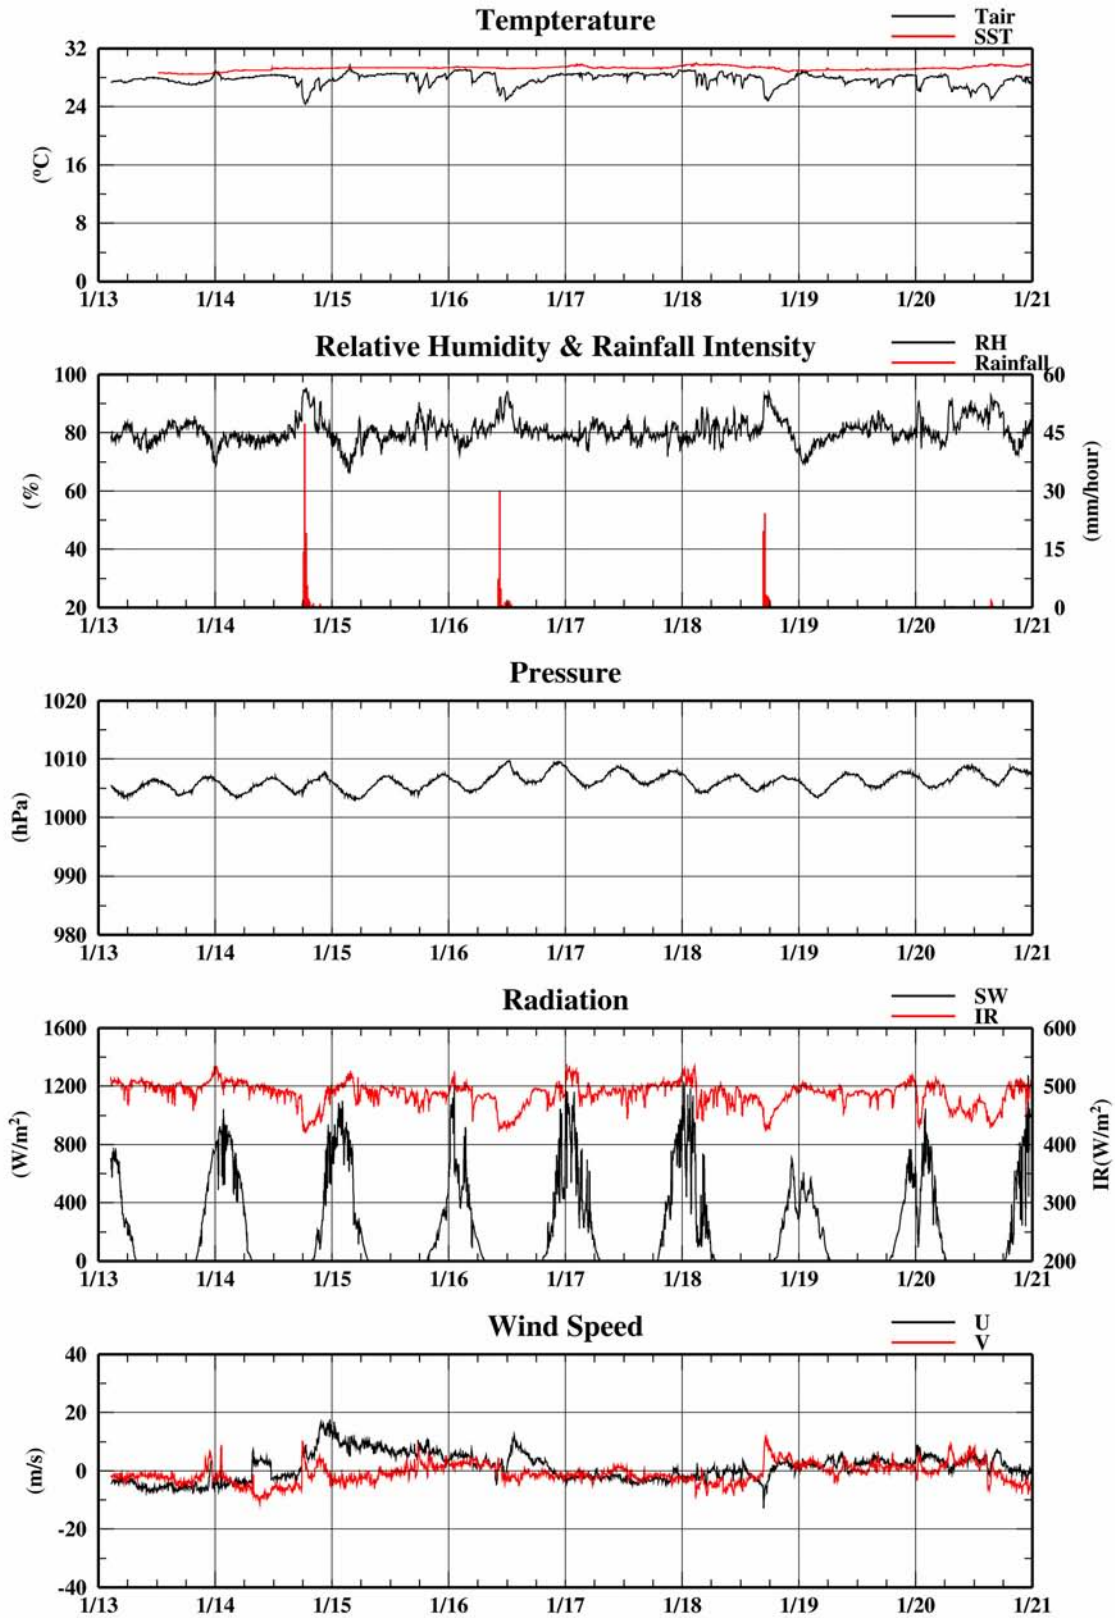 Tempterature
Tair
SST
32
24
16
8
0
(ºC)
1/13 1/14 1/15 1/16 1/17 1/18 1/19 1/20 1/21
Relative Humidity & Rainfall Intensity
RH
Rainfall
100 60
80 45
60 30
40 15
20 0
(%)
(mm/hour)
1/13 1/14 1/15 1/16 1/17 1/18 1/19 1/20 1/21
Pressure
1020
1010
1000
990
980
(hPa)
1/13 1/14 1/15 1/16 1/17 1/18 1/19 1/20 1/21
Radiation
SW
IR
1600 600
1200 500
800 400
400 300
0 200
(W/m²)
IR(W/m²)
1/13 1/14 1/15 1/16 1/17 1/18 1/19 1/20 1/21
Wind Speed
U
V
40
20
0
-20
-40
(m/s)
1/13 1/14 1/15 1/16 1/17 1/18 1/19 1/20 1/21